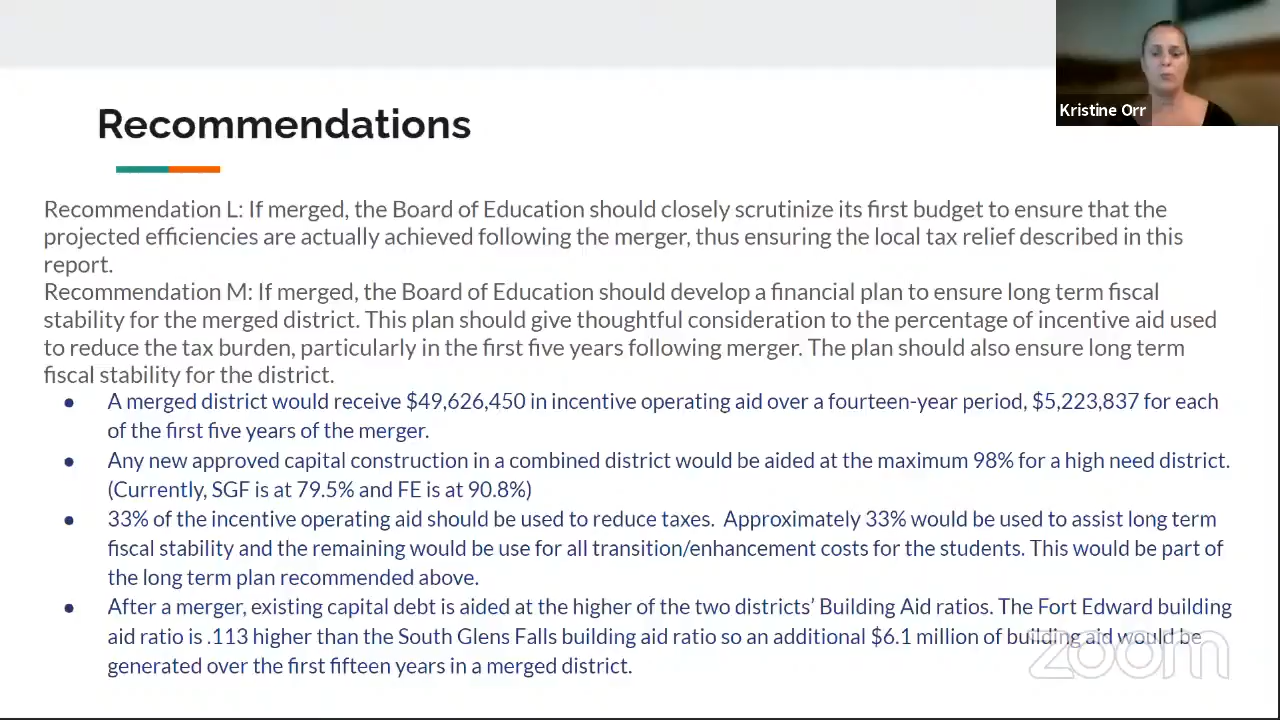 Kristine Orr
Recommendations
Recommendation L: If merged, the Board of Education should closely scrutinize its first budget to ensure that the
projected efficiencies are actually achieved following the merger, thus ensuring the local tax relief described in this
report.
Recommendation M: If merged, the Board of Education should develop a financial plan to ensure long term fiscal
stability for the merged district. This plan should give thoughtful consideration to the percentage of incentive aid used
to reduce the tax burden, particularly in the first five years following merger. The plan should also ensure long term
fiscal stability for the district.
● A merged district would receive $49,626,450 in incentive operating aid over a fourteen-year period, $5,223,837 for each
of the first five years of the merger.
● Any new approved capital construction in a combined district would be aided at the maximum 98% for a high need district.
(Currently, SGF is at 79.5% and FE is at 90.8%)
● 33% of the incentive operating aid should be used to reduce taxes. Approximately 33% would be used to assist long term
fiscal stability and the remaining would be use for all transition/enhancement costs for the students. This would be part of
the long term plan recommended above.
● After a merger, existing capital debt is aided at the higher of the two districts' Building Aid ratios. The Fort Edward building
aid ratio is .113 higher than the South Glens Falls building aid ratio so an additional $6.1 million of building aid would be
generated over the first fifteen years in a merged district.
zoom